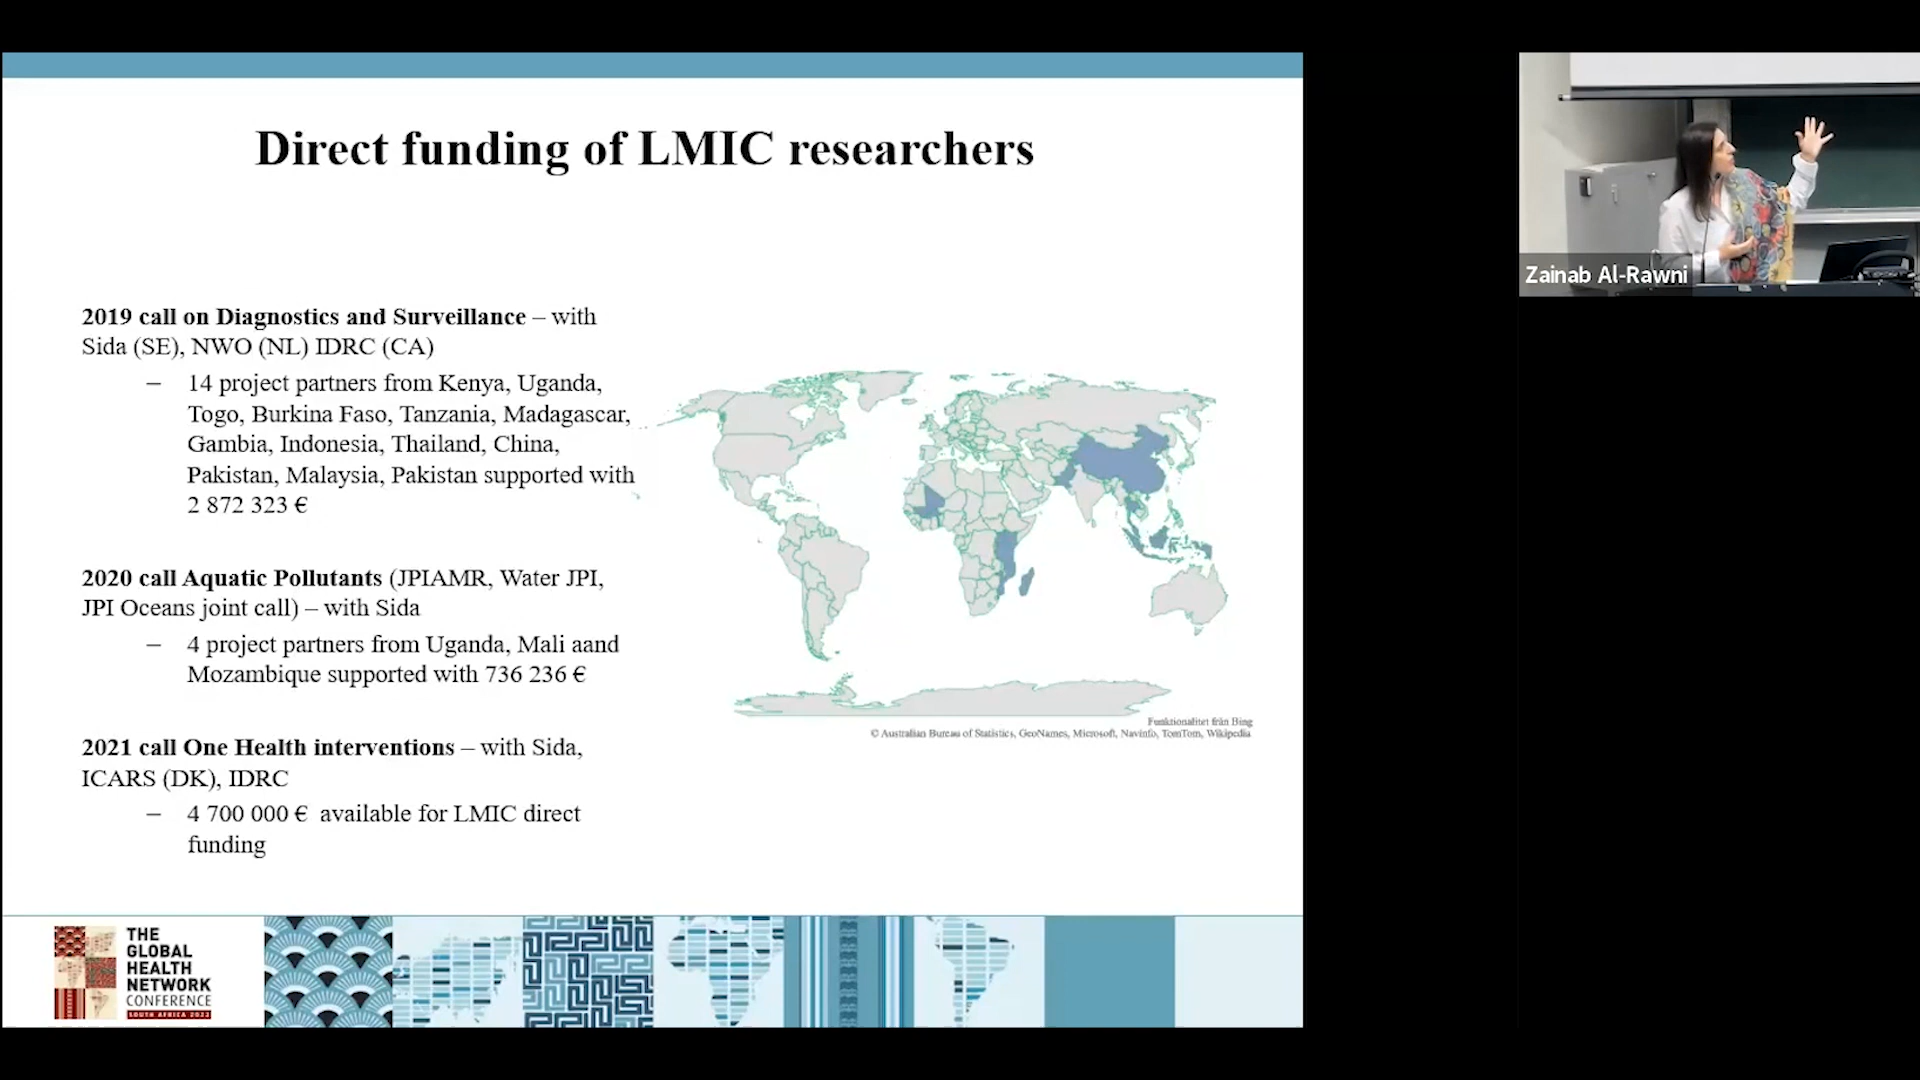 Direct funding of LMIC researchers
2019 call on Diagnostics and Surveillance – with
Sida (SE), NWO (NL) IDRC (CA)
– 14 project partners from Kenya, Uganda,
Togo, Burkina Faso, Tanzania, Madagascar,
Gambia, Indonesia, Thailand, China,
Pakistan, Malaysia, Pakistan supported with
2 872 323 €
2020 call Aquatic Pollutants (JPIAMR, Water JPI,
JPI Oceans joint call) – with Sida
– 4 project partners from Uganda, Mali aand
Mozambique supported with 736 236 €
2021 call One Health interventions – with Sida,
ICARS (DK), IDRC
– 4 700 000 € available for LMIC direct
funding
Funktionalitet från Bing
© Australian Bureau of Statistics, GeoNames, Microsoft, Navinfo, TomTom, Wikipedia
THE
GLOBAL
HEALTH
NETWORK
CONFERENCE
SOUTH AFRICA 2022
Zainab Al-Rawni